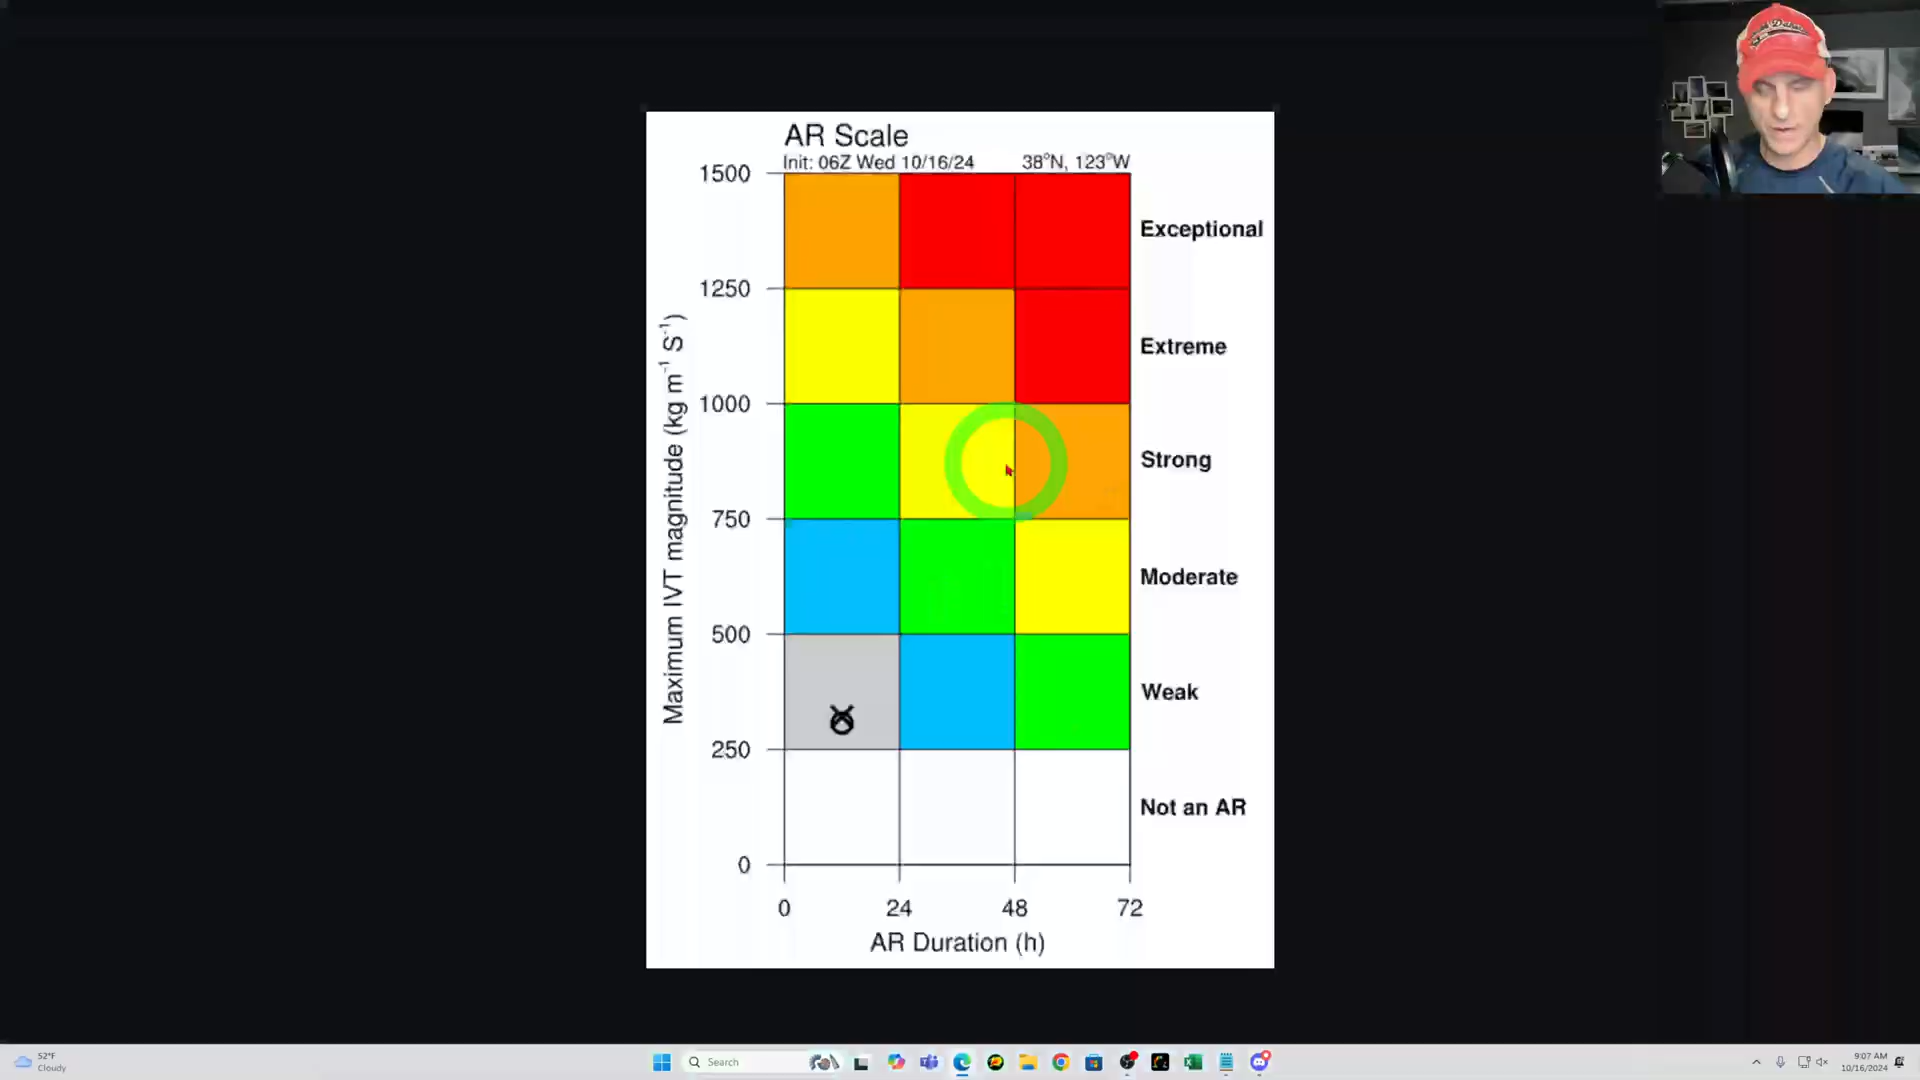 AR Scale
Init: 06Z Wed 10/16/24 38°N, 123°W
1500
Exceptional
1250
Extreme
1000
Strong
750
Moderate
500
Weak
250
Not an AR
0
Maximum IVT magnitude (kg m⁻¹ S⁻¹)
0 24 48 72
AR Duration (h)
52°F
Cloudy
Search
9:07 AM
10/16/2024